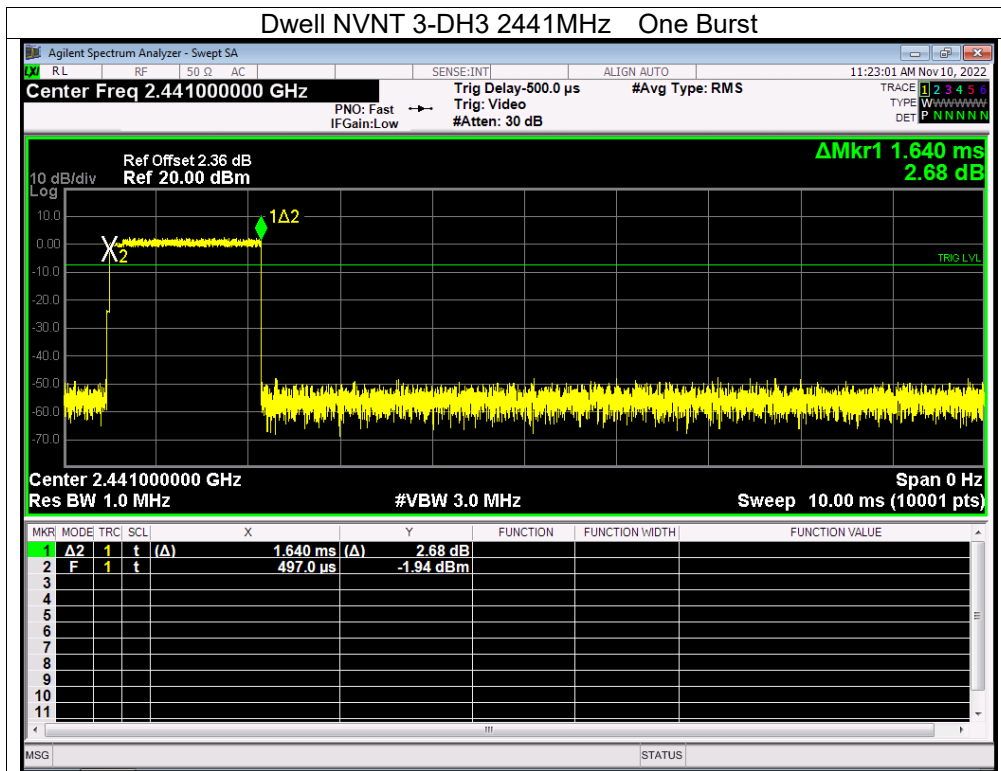 Dwell NVNT 3-DH3 2441MHz One Burst
Agilent Spectrum Analyzer - Swept SA
LXI RL RF 50 Ω AC SENSE:INT ALIGN AUTO 11:23:01 AM Nov 10, 2022
Center Freq 2.441000000 GHz Trig Delay-500.0 µs #Avg Type: RMS TRACE 1 2 3 4 5 6
PNO: Fast Trig: Video TYPE WWWWWWW
IFGain:Low #Atten: 30 dB DET P N N N N N
ΔMkr1 1.640 ms
2.68 dB
Ref Offset 2.36 dB
10 dB/div Ref 20.00 dBm
Log
10.0
1Δ2
0.00
2
TRIG LVL
-10.0
-20.0
-30.0
-40.0
-50.0
-60.0
-70.0
Center 2.441000000 GHz Span 0 Hz
Res BW 1.0 MHz #VBW 3.0 MHz Sweep 10.00 ms (10001 pts)
MKR MODE TRC SCL X Y FUNCTION FUNCTION WIDTH FUNCTION VALUE
1 Δ2 1 t (Δ) 1.640 ms (Δ) 2.68 dB
2 F 1 t 497.0 µs -1.94 dBm
3
4
5
6
7
8
9
10
11
MSG STATUS